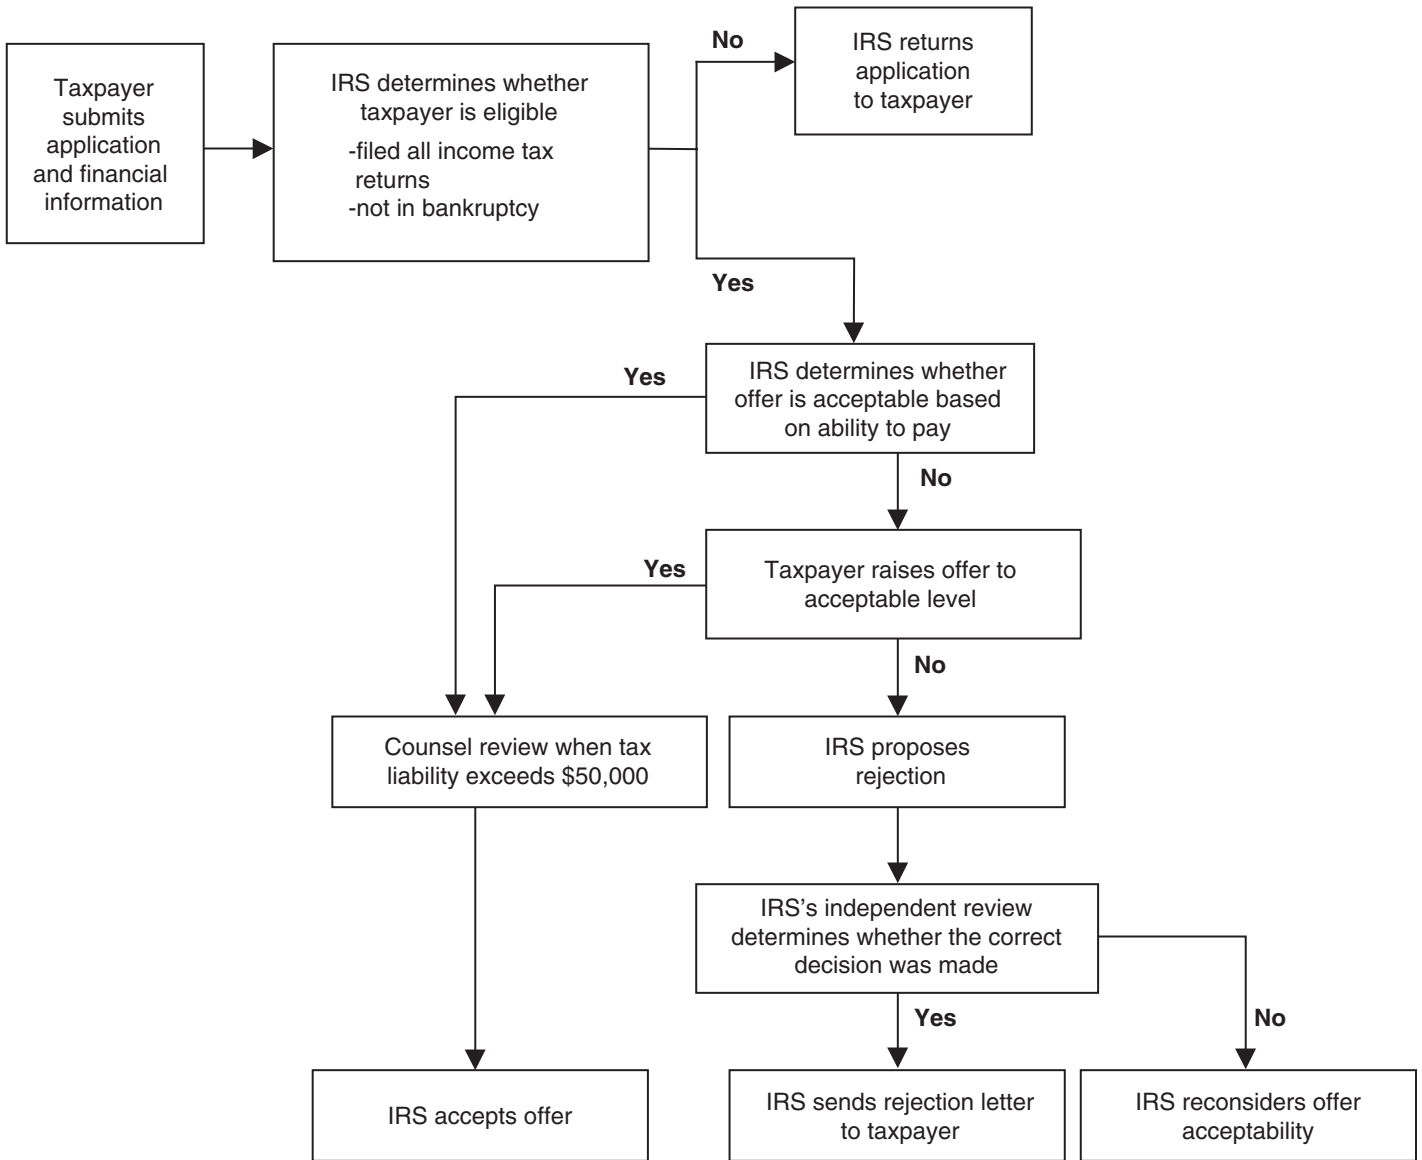 Taxpayer
submits
application
and financial
information
IRS determines whether
taxpayer is eligible
-filed all income tax
returns
-not in bankruptcy
No
IRS returns
application
to taxpayer
Yes
IRS determines whether
offer is acceptable based
on ability to pay
Yes
No
Taxpayer raises offer to
acceptable level
Yes
No
Counsel review when tax
liability exceeds $50,000
IRS proposes
rejection
IRS's independent review
determines whether the correct
decision was made
Yes
No
IRS accepts offer
IRS sends rejection letter
to taxpayer
IRS reconsiders offer
acceptability